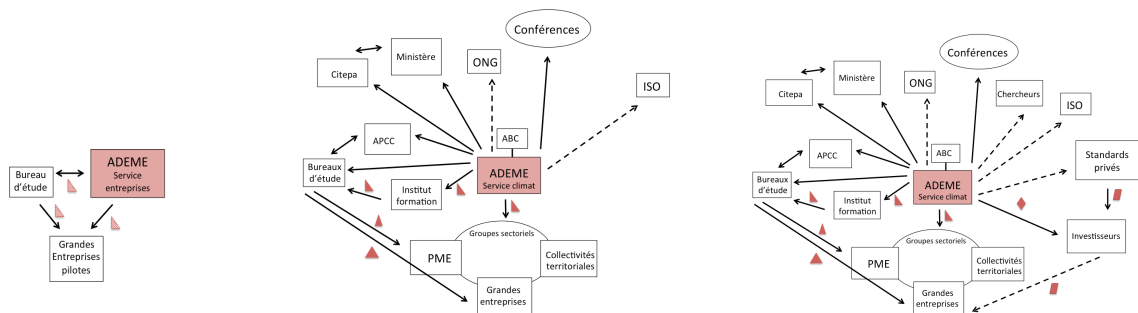 ADEME
Service
entreprises
Bureau
d'étude
Grandes
Entreprises
pilotes
Conférences
Ministère
ONG
Citepa
ISO
APCC
ABC
Bureaux
d'étude
ADEME
Service climat
Institut
formation
Groupes sectoriels
PME
Collectivités
territoriales
Grandes
entreprises
Conférences
Ministère
ONG
Citepa
Chercheurs
ISO
APCC
ABC
Standards
privés
Bureaux
d'étude
ADEME
Service climat
Institut
formation
Groupes sectoriels
Investisseurs
PME
Collectivités
territoriales
Grandes
entreprises